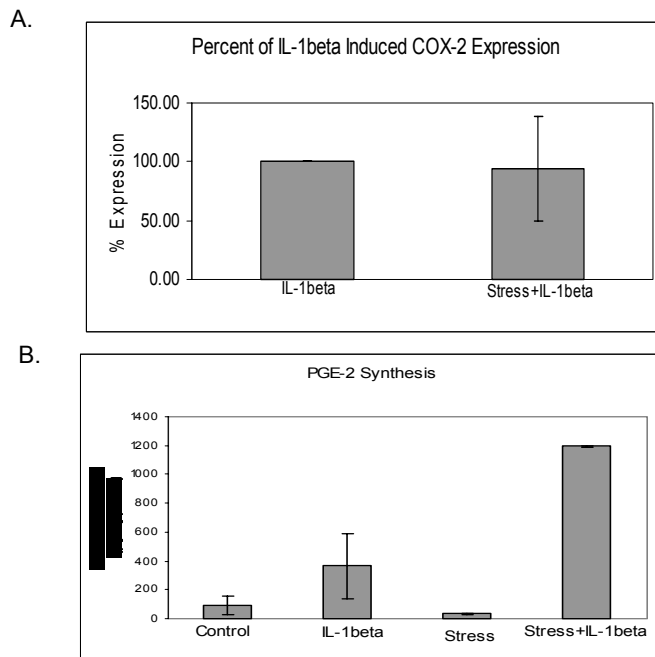 A.
Percent of IL-1beta Induced COX-2 Expression
150.00
100.00
50.00
0.00
% Expression
IL-1beta
Stress+IL-1beta
B.
PGE-2 Synthesis
1400
1200
1000
800
600
400
200
0
Control
IL-1beta
Stress
Stress+IL-1beta